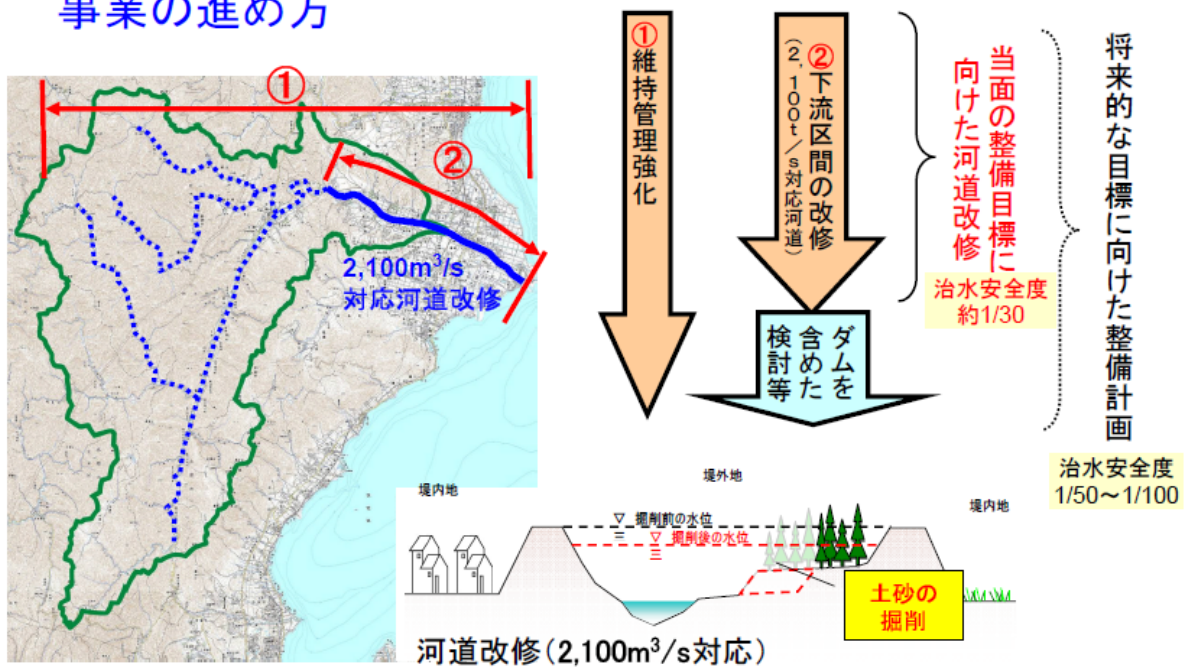 事業の進め方
①
②
2,100m³/s
対応河道改修
①維持管理強化
②下流区間の改修
(2,100t/s対応河道)
ダムを
含めた
検討等
当面の整備目標に
向けた河道改修
治水安全度
約1/30
将来的な目標に向けた整備計画
治水安全度
1/50~1/100
堤内地
堤外地
堤内地
掘削前の水位
掘削後の水位
土砂の
掘削
河道改修(2,100m³/s対応)